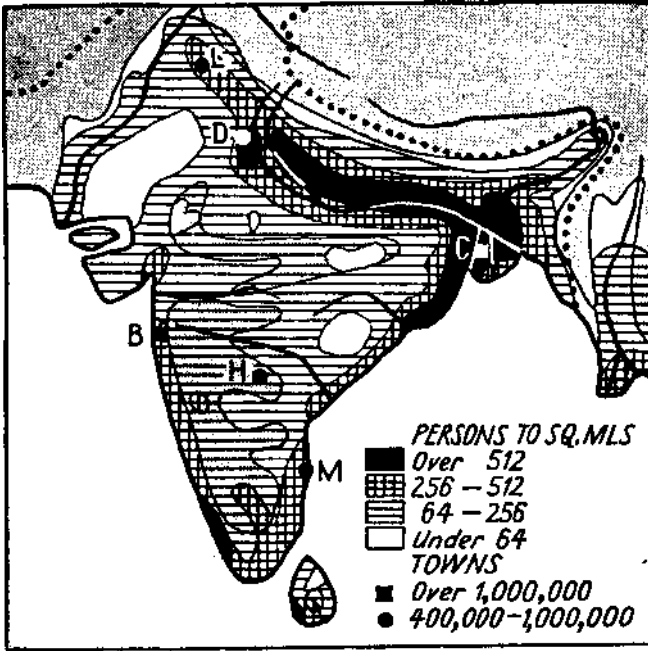 L
D
C
B
H
M
PERSONS TO SQ. MLS
Over 512
256 – 512
64 – 256
Under 64
TOWNS
Over 1,000,000
400,000–1,000,000